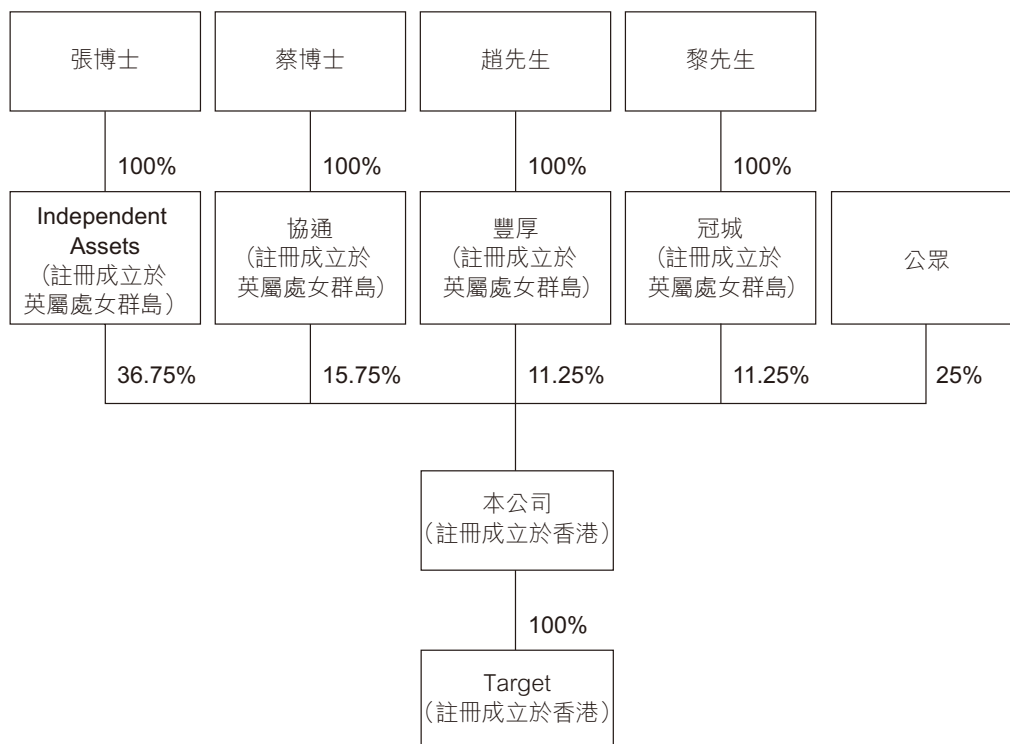 張博士
蔡博士
趙先生
黎先生
100%
100%
100%
100%
Independent
Assets
(註冊成立於
英屬處女群島)
協通
(註冊成立於
英屬處女群島)
豐厚
(註冊成立於
英屬處女群島)
冠城
(註冊成立於
英屬處女群島)
公眾
36.75%
15.75%
11.25%
11.25%
25%
本公司
(註冊成立於香港)
100%
Target
(註冊成立於香港)